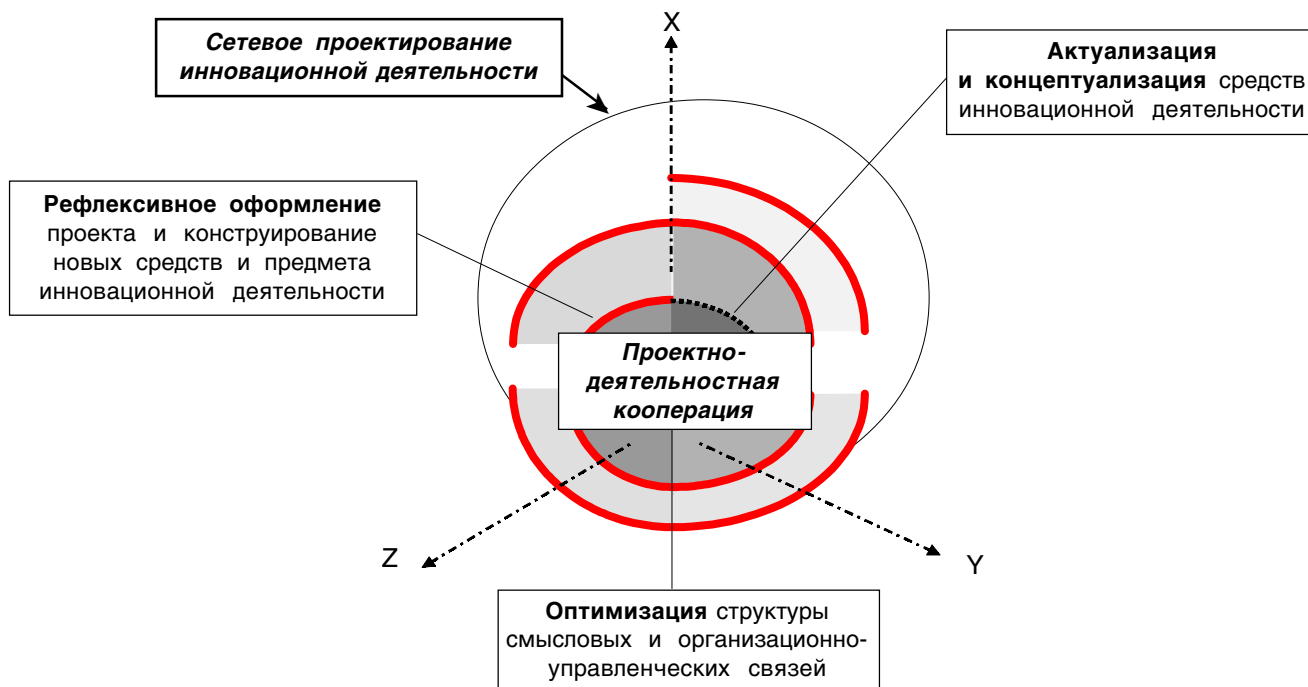 X
Сетевое проектирование
инновационной деятельности
Актуализация
и концептуализация средств
инновационной деятельности
Рефлексивное оформление
проекта и конструирование
новых средств и предмета
инновационной деятельности
Проектно-
деятельностная
кооперация
Z
Y
Оптимизация структуры
смысловых и организационно-
управленческих связей